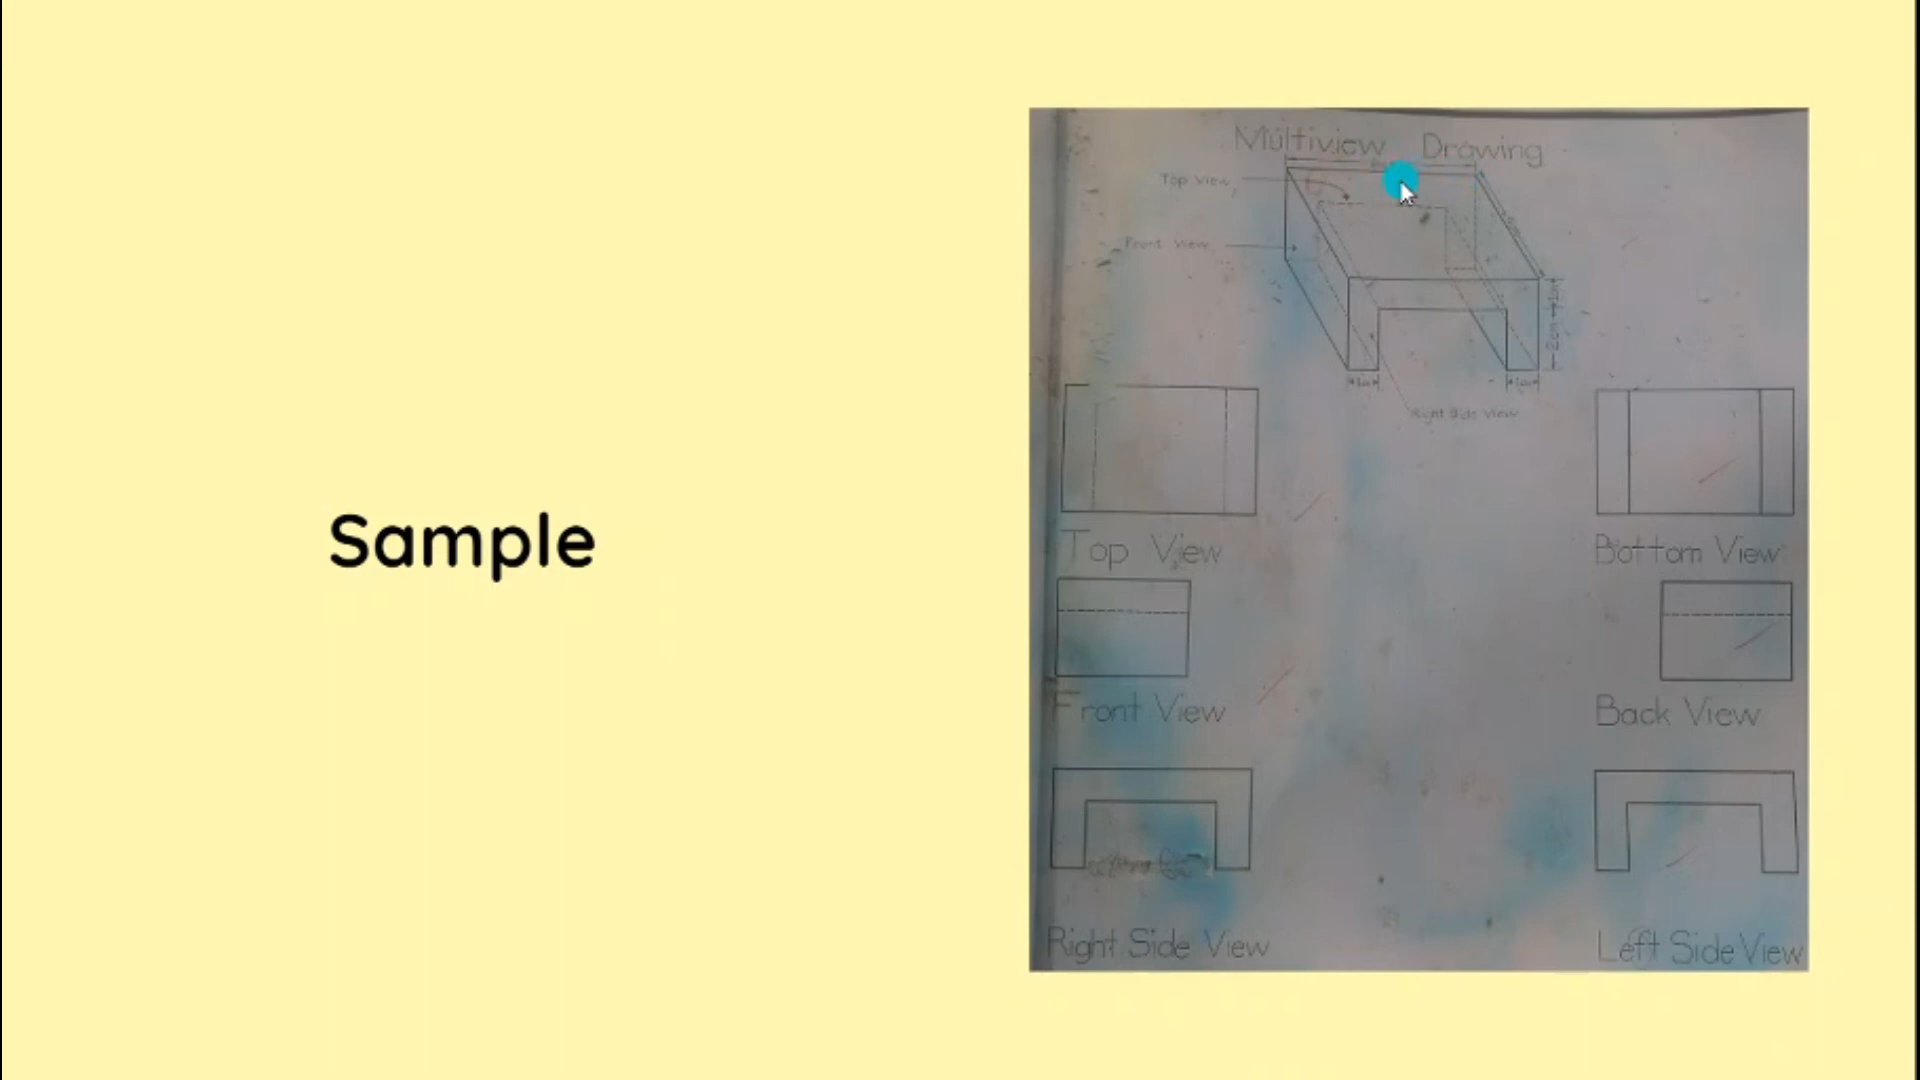 Sample
Multiview Drawing
Top View
Front View
Right Side View
Top View
Bottom View
Front View
Back View
Right Side View
Left Side View